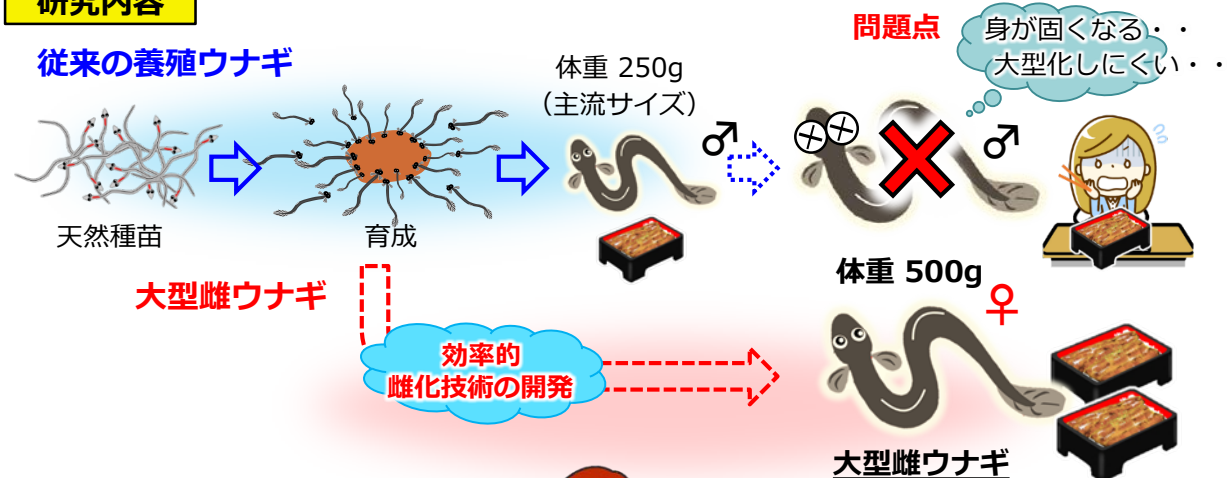 研究内容
従来の養殖ウナギ
天然種苗
育成
体重 250g
（主流サイズ）
♂
問題点
身が固くなる・・
大型化しにくい・・
♂
大型雌ウナギ
効率的
雌化技術の開発
体重 500g
♀
大型雌ウナギ